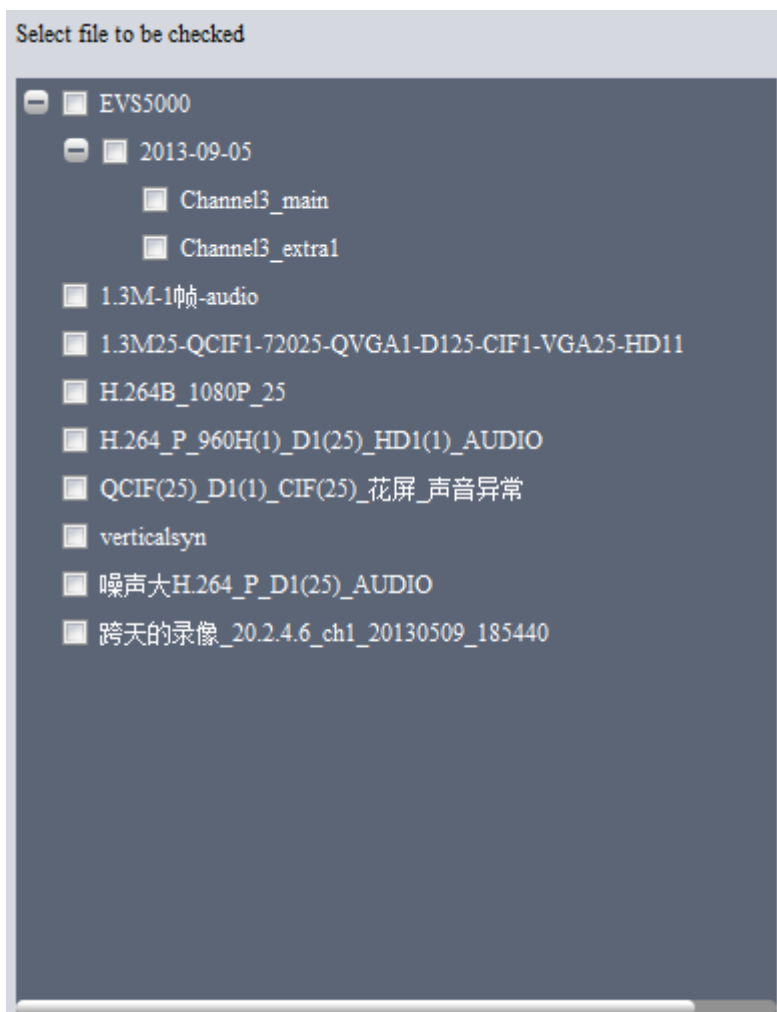 Select file to be checked
EVS5000
2013-09-05
Channel3_main
Channel3_extra1
1.3M-1帧-audio
1.3M25-QCIF1-72025-QVGA1-D125-CIF1-VGA25-HD11
H.264B_1080P_25
H.264_P_960H(1)_D1(25)_HD1(1)_AUDIO
QCIF(25)_D1(1)_CIF(25)_花屏_声音异常
verticalsyn
噪声大H.264_P_D1(25)_AUDIO
跨天的录像_20.2.4.6_ch1_20130509_185440